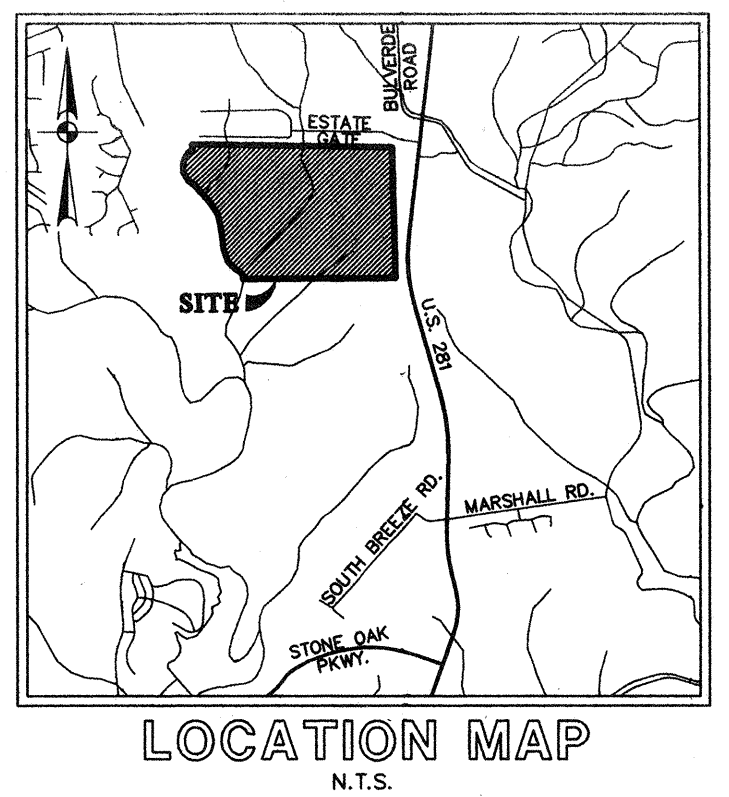 BULVERDE
ROAD
ESTATE
GATE
SITE
U.S. 281
SOUTH BREEZE RD.
MARSHALL RD.
STONE OAK
PKWY.
LOCATION MAP
N.T.S.